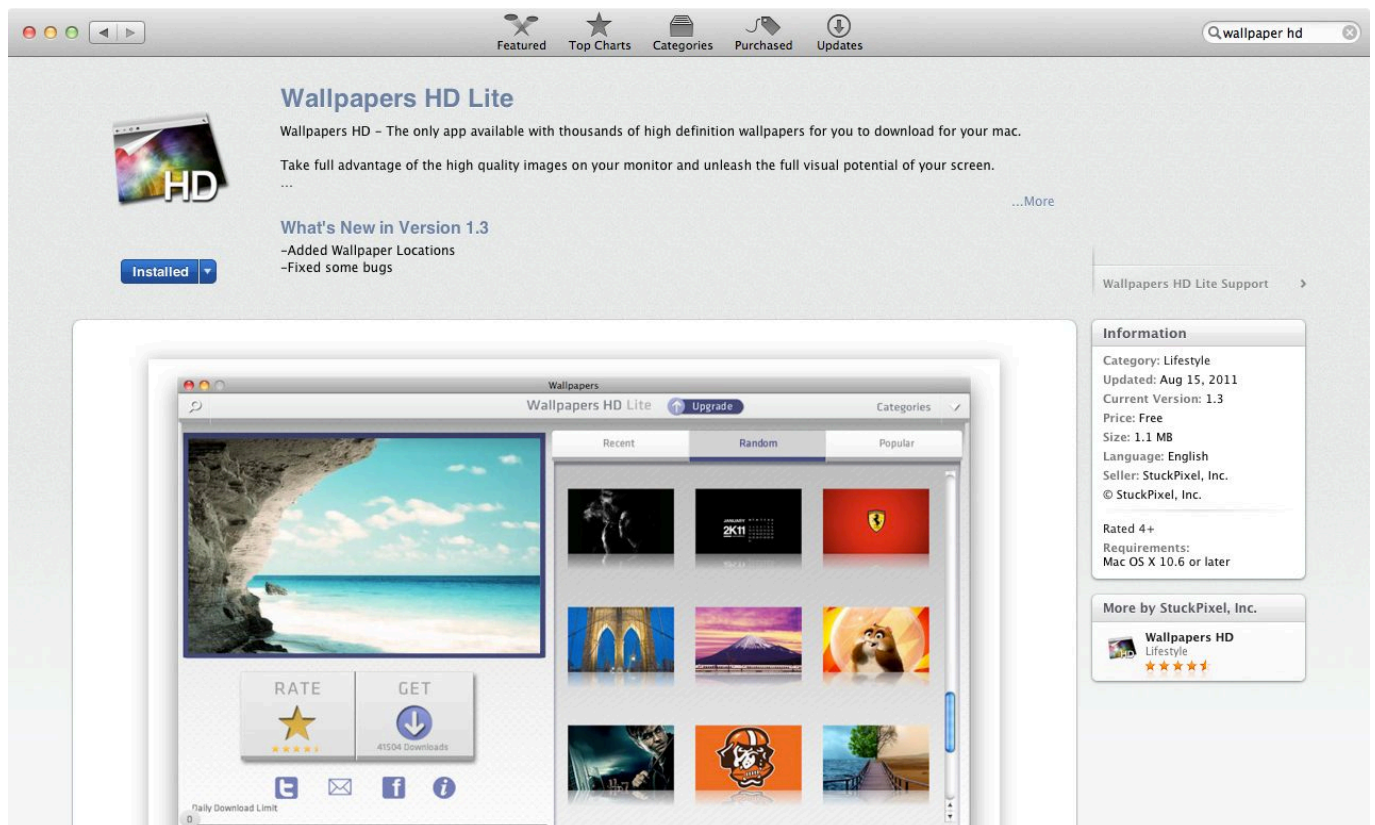 Featured Top Charts Categories Purchased Updates
wallpaper hd
Wallpapers HD Lite
Wallpapers HD – The only app available with thousands of high definition wallpapers for you to download for your mac.
Take full advantage of the high quality images on your monitor and unleash the full visual potential of your screen.
...
...More
What's New in Version 1.3
-Added Wallpaper Locations
-Fixed some bugs
HD
Installed
Wallpapers HD Lite Support
Wallpapers
Wallpapers HD Lite Upgrade Categories
Recent Random Popular
JANUARY
2K11
RATE GET
41504 Downloads
Daily Download Limit
0
Information
Category: Lifestyle
Updated: Aug 15, 2011
Current Version: 1.3
Price: Free
Size: 1.1 MB
Language: English
Seller: StuckPixel, Inc.
© StuckPixel, Inc.
Rated 4+
Requirements:
Mac OS X 10.6 or later
More by StuckPixel, Inc.
Wallpapers HD
Lifestyle
HD